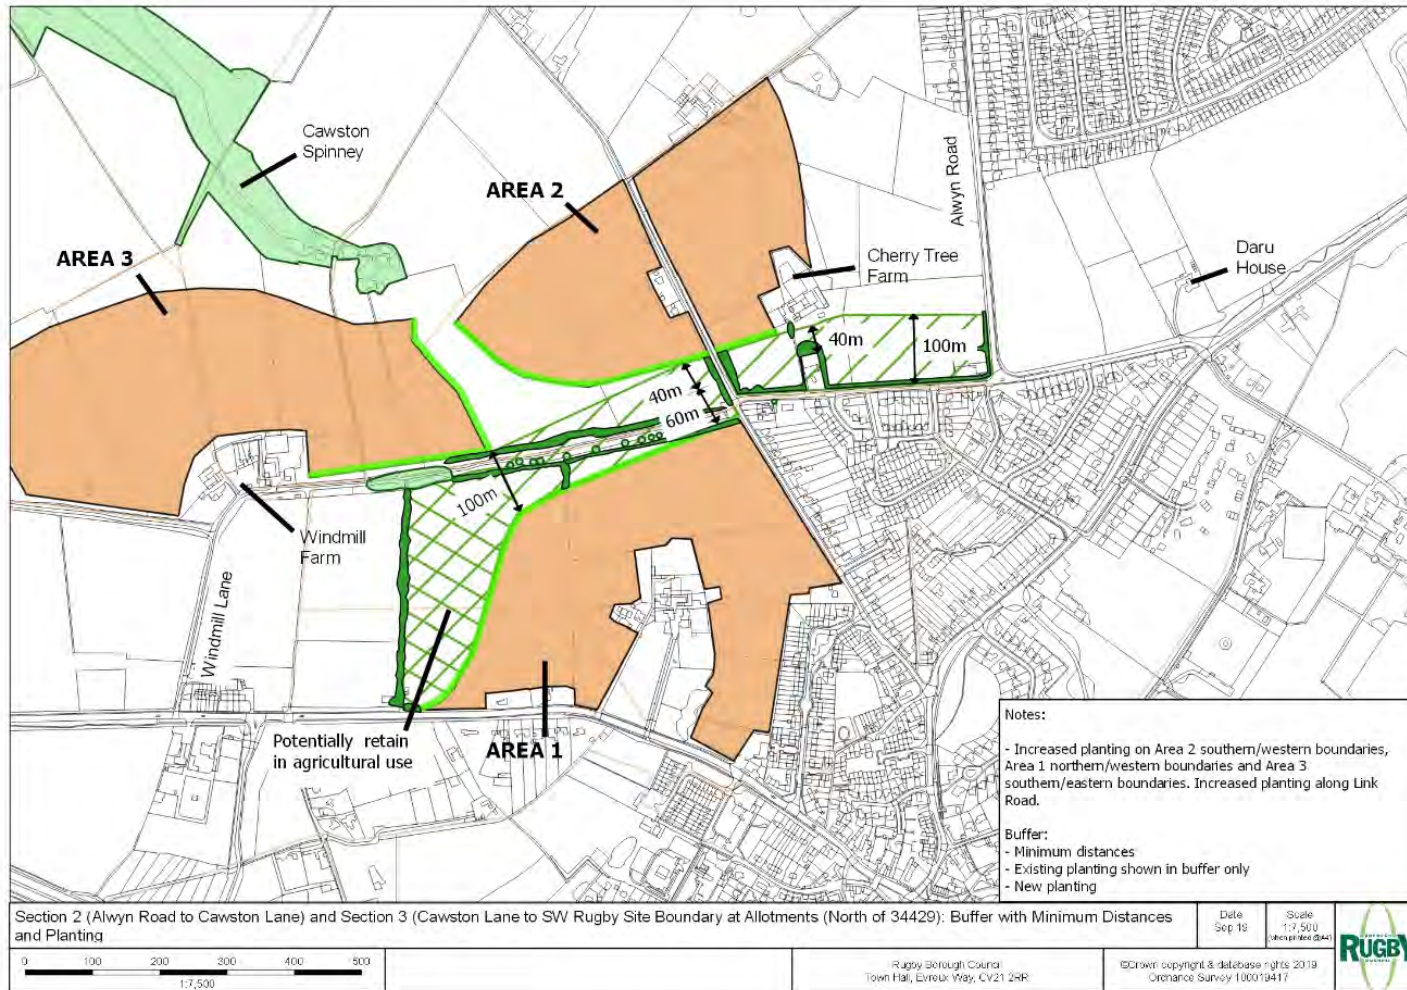 Cawston
Spinney
AREA 2
AREA 3
Alwyn Road
Cherry Tree
Farm
Daru
House
40m
100m
40m
60m
100m
Windmill
Farm
Windmill Lane
Potentially retain
in agricultural use
AREA 1
Notes:
- Increased planting on Area 2 southern/western boundaries,
Area 1 northern/western boundaries and Area 3
southern/eastern boundaries. Increased planting along Link
Road.
Buffer:
- Minimum distances
- Existing planting shown in buffer only
- New planting
Section 2 (Alwyn Road to Cawston Lane) and Section 3 (Cawston Lane to SW Rugby Site Boundary at Allotments (North of 34429): Buffer with Minimum Distances
and Planting
Date
Sep 19
Scale
1:7,500
(when printed @A4)
RUGBY
0 100 200 300 400 500
1:7,500
Rugby Borough Council
Town Hall, Evreux Way, CV21 2RR
©Crown copyright & database rights 2019
Ordnance Survey 100019417